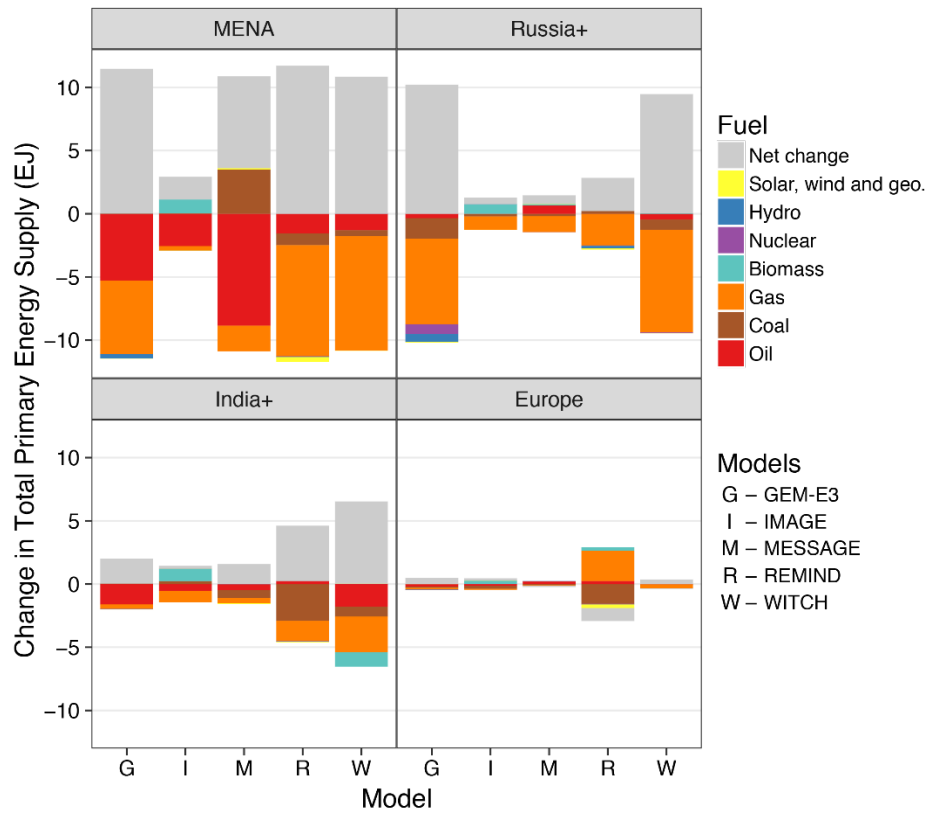 MENA
Russia+
10
5
0
−5
−10
India+
Europe
10
5
0
−5
−10
G
I
M
R
W
G
I
M
R
W
Model
Change in Total Primary Energy Supply (EJ)
Fuel
Net change
Solar, wind and geo.
Hydro
Nuclear
Biomass
Gas
Coal
Oil
Models
G – GEM-E3
I – IMAGE
M – MESSAGE
R – REMIND
W – WITCH